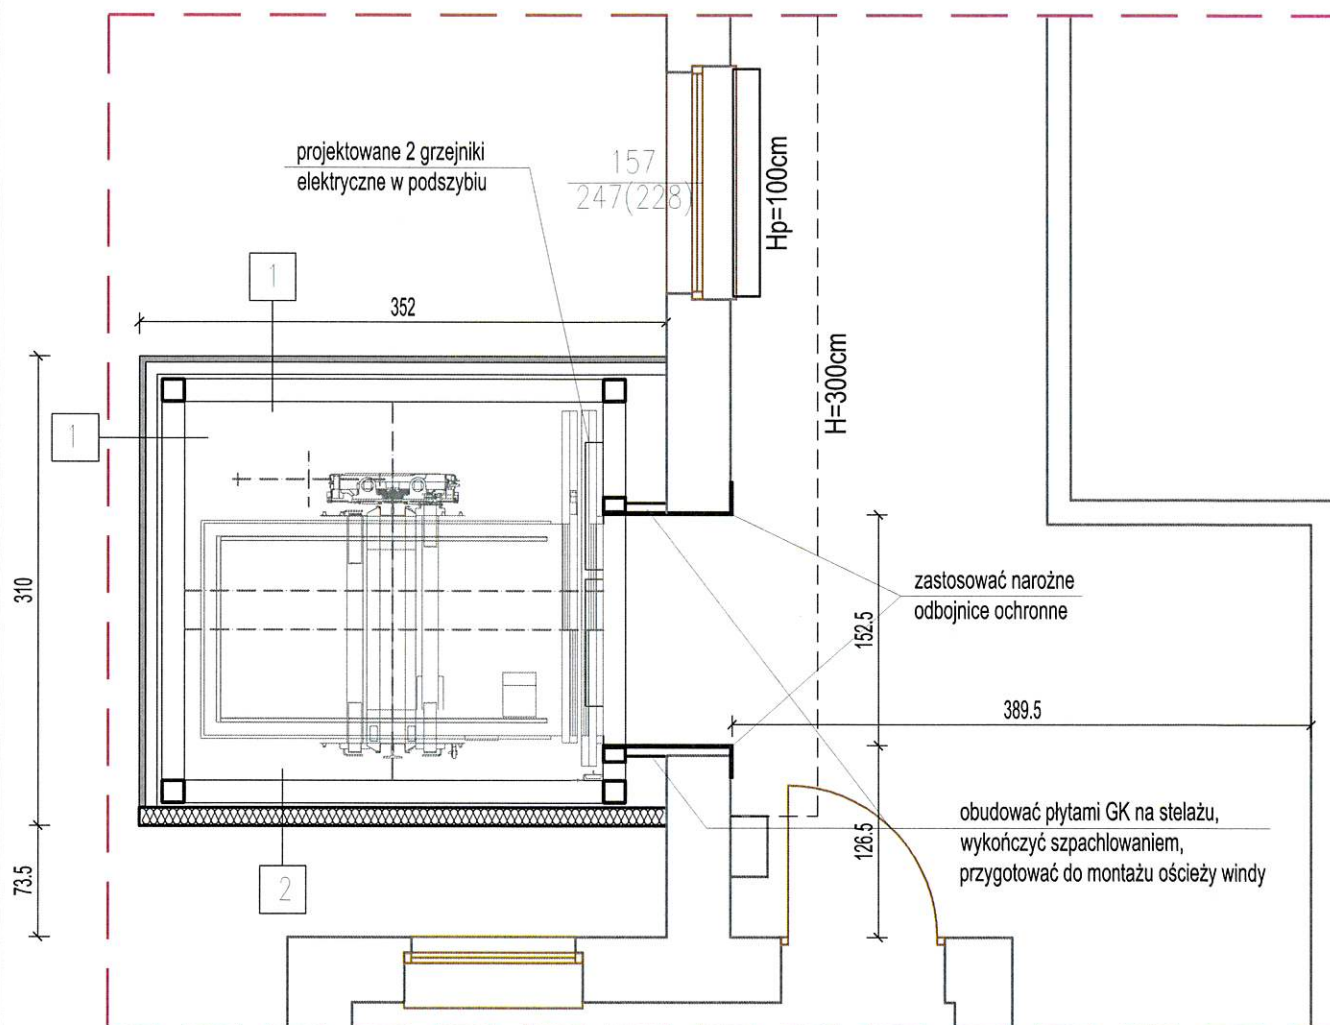 projektowane 2 grzejniki
elektryczne w podszybiu
157
247(228)
Hp=100cm
1
352
H=300cm
1
310
zastosować narożne
odbojnice ochronne
152.5
389.5
obudować płytami GK na stelażu,
wykończyć szpachlowaniem,
przygotować do montażu ościeży windy
126.5
73.5
2